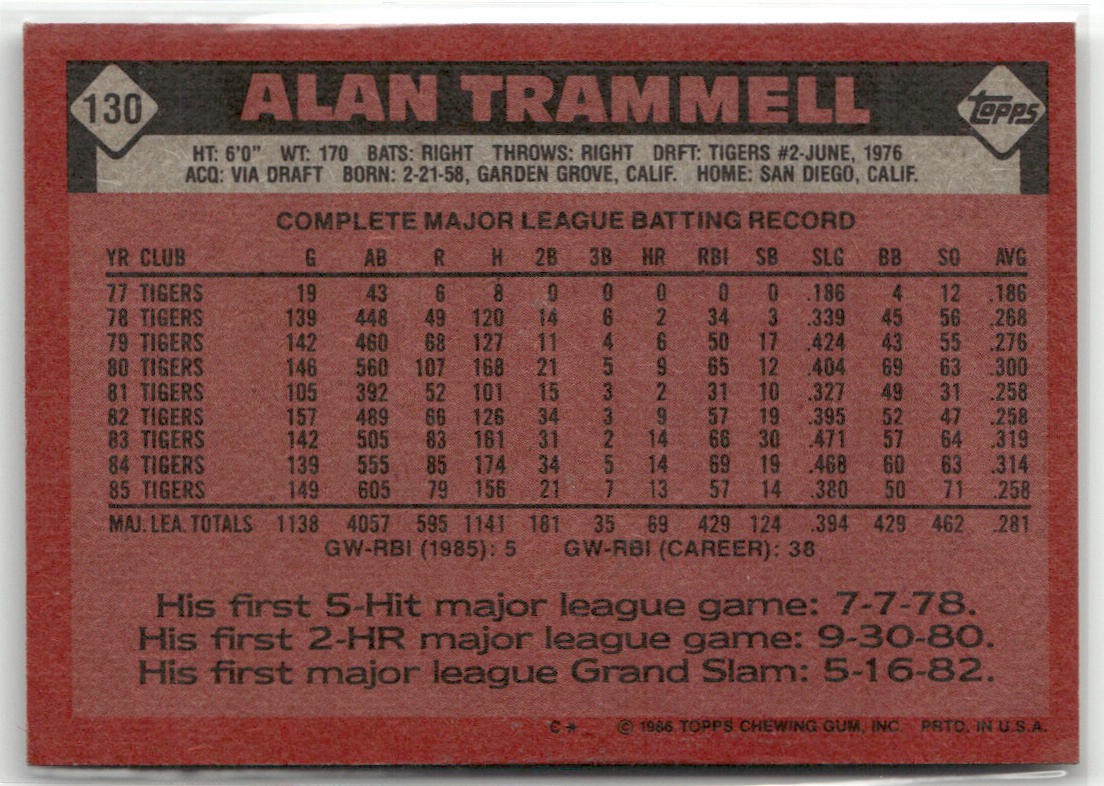 130 ALAN TRAMMELL TOPPS
HT: 6'0" WT: 170 BATS: RIGHT THROWS: RIGHT DRFT: TIGERS #2-JUNE, 1976
ACQ: VIA DRAFT BORN: 2-21-58, GARDEN GROVE, CALIF. HOME: SAN DIEGO, CALIF.
COMPLETE MAJOR LEAGUE BATTING RECORD
YR CLUB G AB R H 2B 3B HR RBI SB SLG BB SO AVG
77 TIGERS 19 43 6 8 0 0 0 0 0 .186 4 12 .186
78 TIGERS 139 448 49 120 14 6 2 34 3 .339 45 56 .268
79 TIGERS 142 460 68 127 11 4 6 50 17 .424 43 55 .276
80 TIGERS 146 560 107 168 21 5 9 65 12 .404 69 63 .300
81 TIGERS 105 392 52 101 15 3 2 31 10 .327 49 31 .258
82 TIGERS 157 489 66 126 34 3 9 57 19 .395 52 47 .258
83 TIGERS 142 505 83 161 31 2 14 66 30 .471 57 64 .319
84 TIGERS 139 555 85 174 34 5 14 69 19 .468 60 63 .314
85 TIGERS 149 605 79 156 21 7 13 57 14 .380 50 71 .258
MAJ. LEA. TOTALS 1138 4057 595 1141 181 35 69 429 124 .394 429 462 .281
GW-RBI (1985): 5 GW-RBI (CAREER): 38
His first 5-Hit major league game: 7-7-78.
His first 2-HR major league game: 9-30-80.
His first major league Grand Slam: 5-16-82.
C* © 1986 TOPPS CHEWING GUM, INC. PRTD. IN U.S.A.